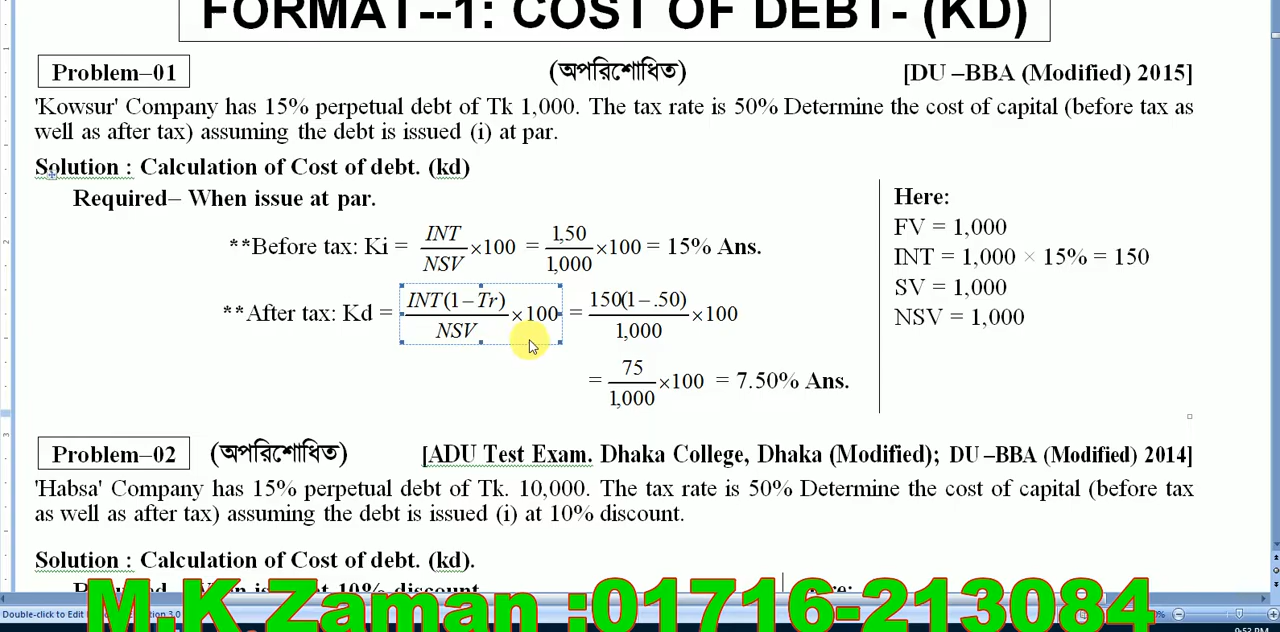 FORMAT--1: COST OF DEBT- (KD)
Problem–01 (অপরিশোধিত) [DU –BBA (Modified) 2015]
'Kowsur' Company has 15% perpetual debt of Tk 1,000. The tax rate is 50% Determine the cost of capital (before tax as
well as after tax) assuming the debt is issued (i) at par.
Solution : Calculation of Cost of debt. (kd)
Required– When issue at par.
**Before tax: Ki = INT/NSV ×100 = 1,50/1,000 ×100 = 15% Ans.
**After tax: Kd = INT(1–Tr)/NSV ×100 = 150(1–.50)/1,000 ×100
= 75/1,000 ×100 = 7.50% Ans.
Here:
FV = 1,000
INT = 1,000 × 15% = 150
SV = 1,000
NSV = 1,000
Problem–02 (অপরিশোধিত) [ADU Test Exam. Dhaka College, Dhaka (Modified); DU –BBA (Modified) 2014]
'Habsa' Company has 15% perpetual debt of Tk. 10,000. The tax rate is 50% Determine the cost of capital (before tax
as well as after tax) assuming the debt is issued (i) at 10% discount.
Solution : Calculation of Cost of debt. (kd).
M.K.Zaman :01716-213084
Double-click to Edit